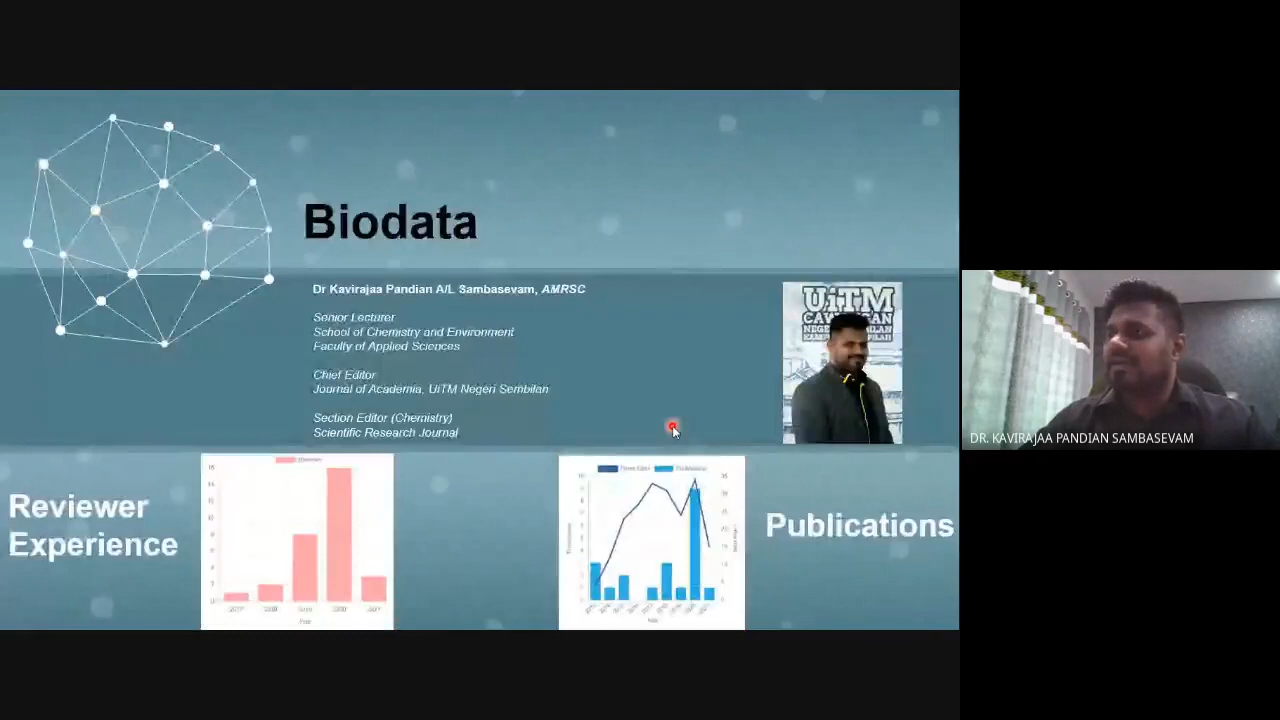 Biodata
Dr Kavirajaa Pandian A/L Sambasevam, AMRSC
Senior Lecturer
School of Chemistry and Environment
Faculty of Applied Sciences
Chief Editor
Journal of Academia, UiTM Negeri Sembilan
Section Editor (Chemistry)
Scientific Research Journal
UiTM
DR. KAVIRAJAA PANDIAN SAMBASEVAM
Reviewer
Experience
Publications
Year